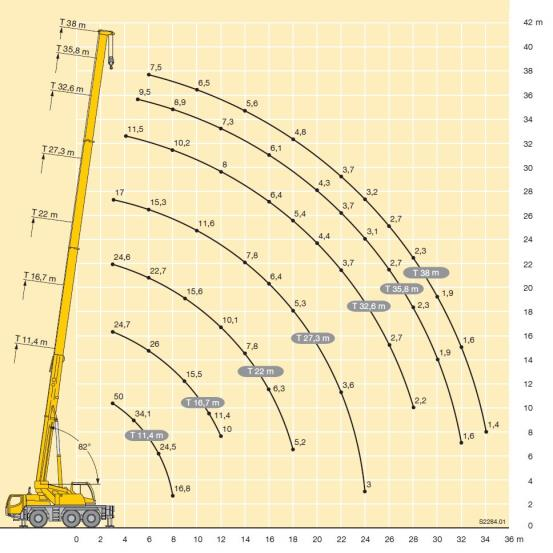 T 38 m
T 35,8 m
T 32,6 m
T 27,3 m
T 22 m
T 16,7 m
T 11,4 m
82°
7,5 6,5 5,6 4,8 3,7 3,2 2,7 2,3 1,9 1,6 1,4
T 38 m
9,5 8,9 7,3 6,1 4,3 3,7 3,1 2,7 2,3 1,9 1,6
T 35,8 m
11,5 10,2 8 6,4 5,4 4,4 3,7 2,7 2,2
T 32,6 m
17 15,3 11,6 7,8 6,4 5,3 3,6 3
T 27,3 m
24,6 22,7 15,6 10,1 7,8 6,3 5,2
T 22 m
24,7 26 15,5 11,4 10
T 16,7 m
50 34,1 24,5 16,8
T 11,4 m
42 m
40
38
36
34
32
30
28
26
24
22
20
18
16
14
12
10
8
6
4
2
0
S2284.01
0 2 4 6 8 10 12 14 16 18 20 22 24 26 28 30 32 34 36 m